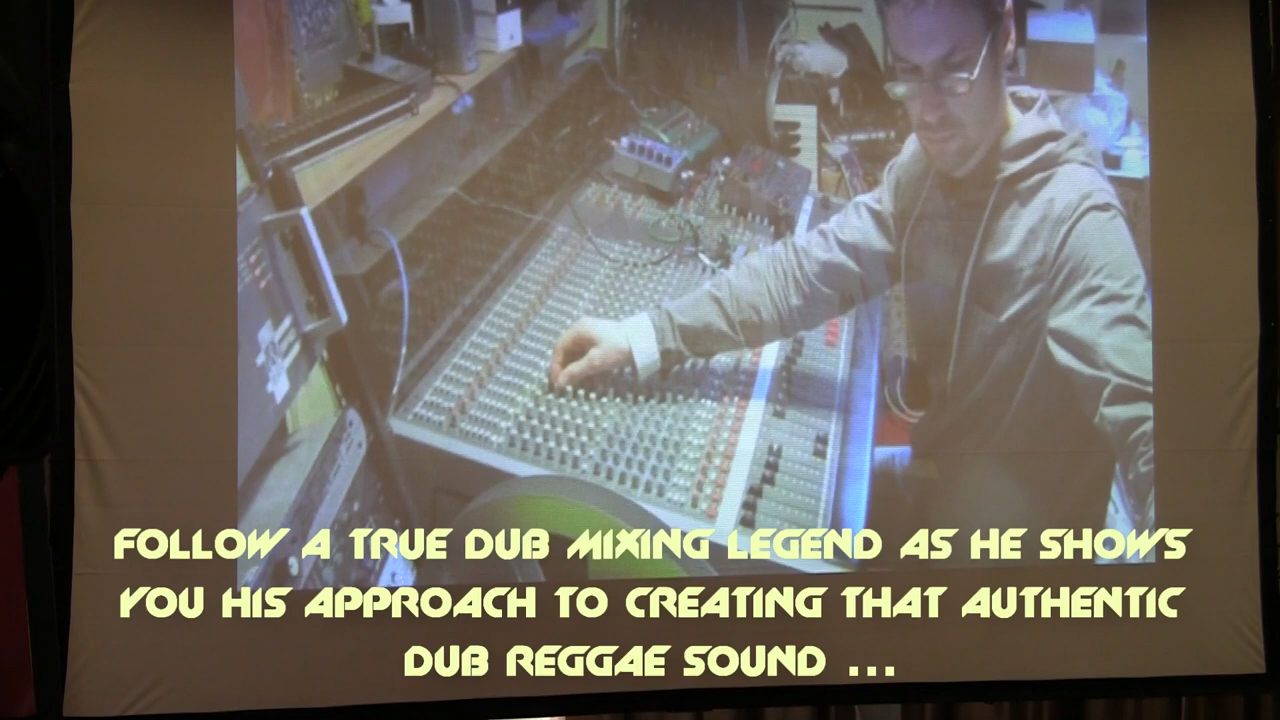 FOLLOW A TRUE DUB MIXING LEGEND AS HE SHOWS
YOU HIS APPROACH TO CREATING THAT AUTHENTIC
DUB REGGAE SOUND ...